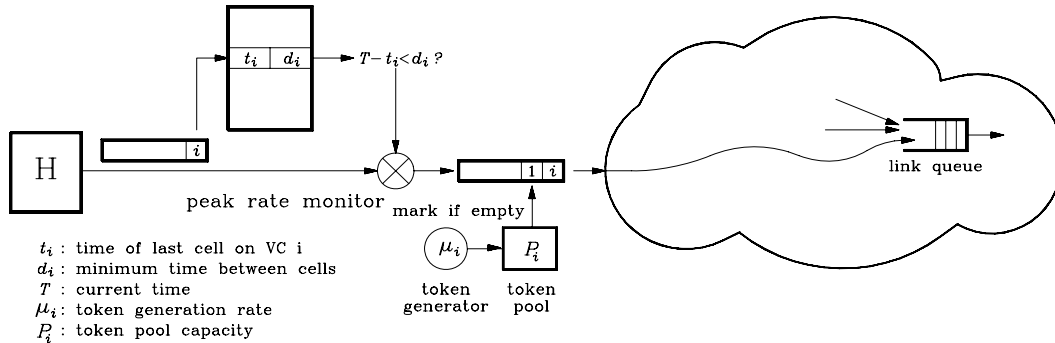 t_i d_i
T-t_i<d_i ?
H
i
1 i
link queue
peak rate monitor
mark if empty
μ_i
P_i
token generator
token pool
t_i : time of last cell on VC i
d_i : minimum time between cells
T : current time
μ_i : token generation rate
P_i : token pool capacity